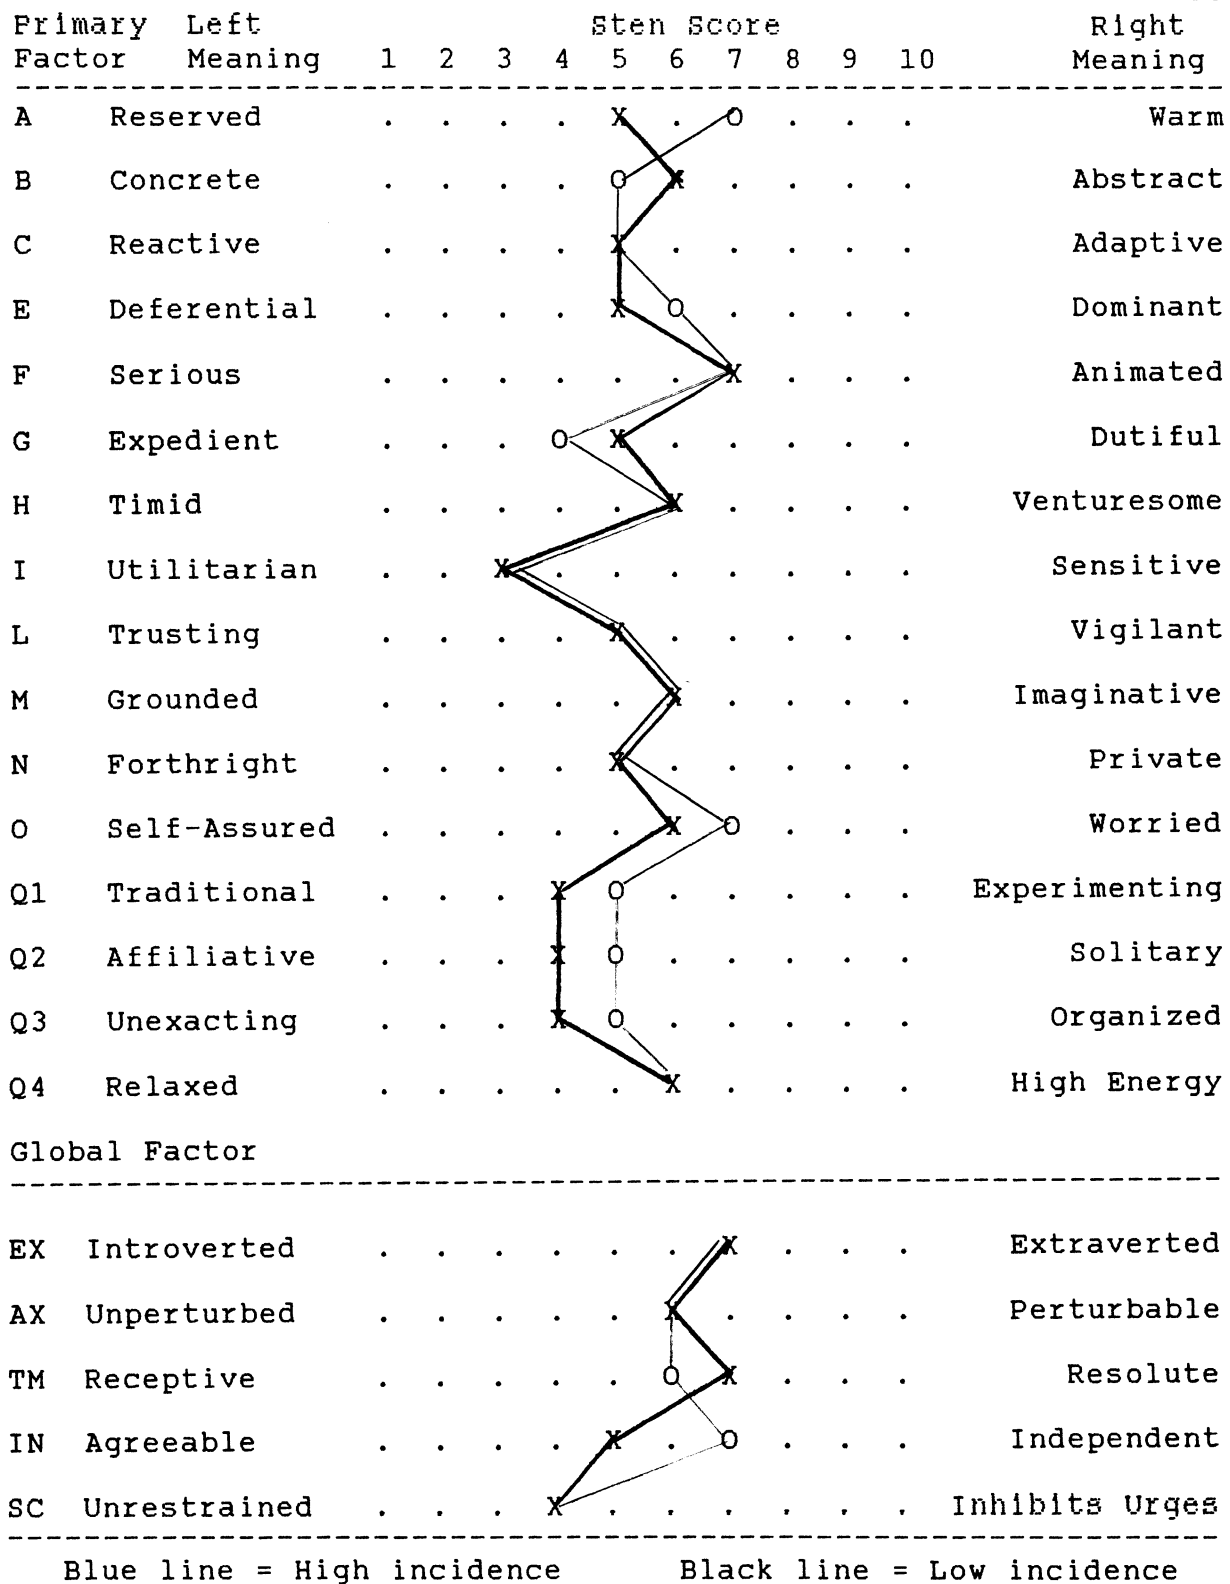 Primary Left Sten Score Right
Factor Meaning 1 2 3 4 5 6 7 8 9 10 Meaning
A Reserved . . . . X . O . . . Warm
B Concrete . . . . O X . . . . Abstract
C Reactive . . . . X . . . . . Adaptive
E Deferential . . . . X O . . . . Dominant
F Serious . . . . . . X . . . Animated
G Expedient . . . O X . . . . . Dutiful
H Timid . . . . . X . . . . Venturesome
I Utilitarian . . X . . . . . . . Sensitive
L Trusting . . . . X . . . . . Vigilant
M Grounded . . . . . X . . . . Imaginative
N Forthright . . . . X . . . . . Private
O Self-Assured . . . . . X O . . . Worried
Q1 Traditional . . . X O . . . . . Experimenting
Q2 Affiliative . . . X O . . . . . Solitary
Q3 Unexacting . . . X O . . . . . Organized
Q4 Relaxed . . . . . X . . . . High Energy
Global Factor
EX Introverted . . . . . . X . . . Extraverted
AX Unperturbed . . . . . X . . . . Perturbable
TM Receptive . . . . . O X . . . Resolute
IN Agreeable . . . . X . O . . . Independent
SC Unrestrained . . . X . . . . . . Inhibits Urges
Blue line = High incidence Black line = Low incidence